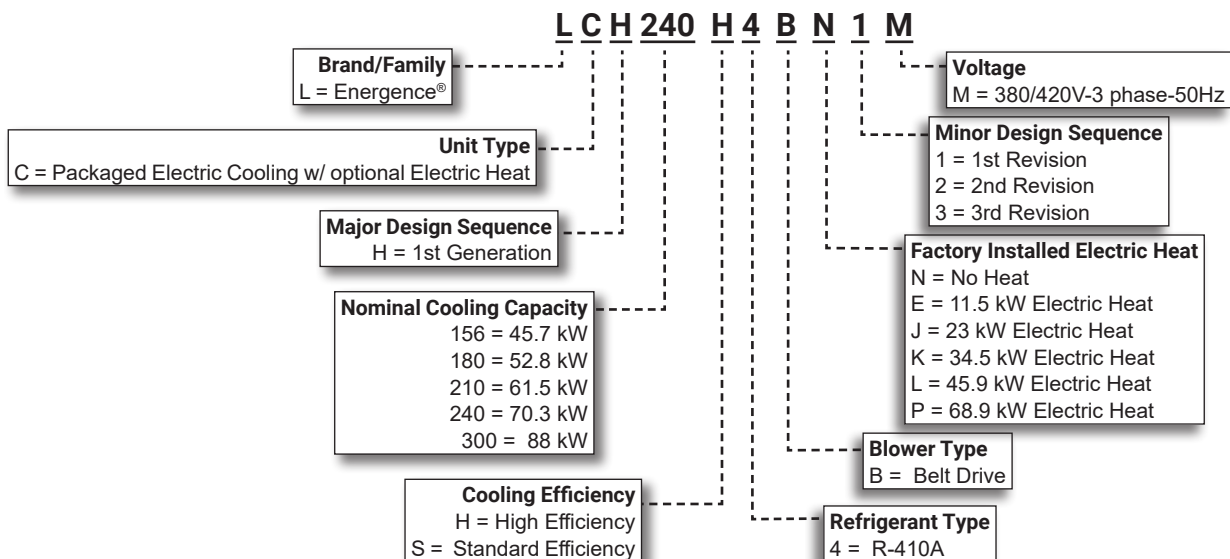 L C H 240 H 4 B N 1 M
Brand/Family
L = Energence®
Unit Type
C = Packaged Electric Cooling w/ optional Electric Heat
Major Design Sequence
H = 1st Generation
Nominal Cooling Capacity
156 = 45.7 kW
180 = 52.8 kW
210 = 61.5 kW
240 = 70.3 kW
300 = 88 kW
Cooling Efficiency
H = High Efficiency
S = Standard Efficiency
Voltage
M = 380/420V-3 phase-50Hz
Minor Design Sequence
1 = 1st Revision
2 = 2nd Revision
3 = 3rd Revision
Factory Installed Electric Heat
N = No Heat
E = 11.5 kW Electric Heat
J = 23 kW Electric Heat
K = 34.5 kW Electric Heat
L = 45.9 kW Electric Heat
P = 68.9 kW Electric Heat
Blower Type
B = Belt Drive
Refrigerant Type
4 = R-410A